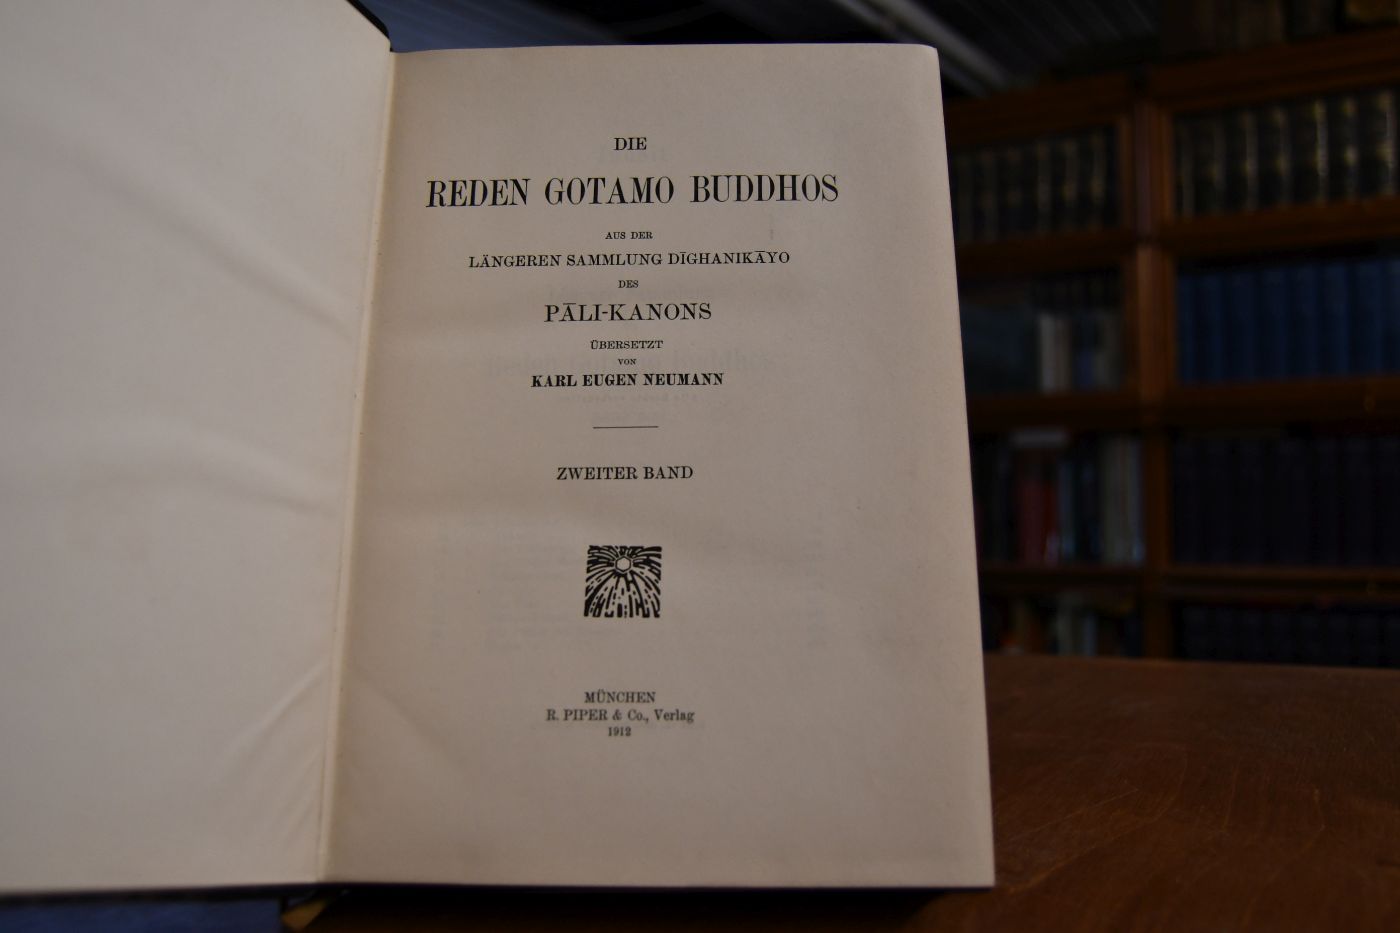 DIE
REDEN GOTAMO BUDDHOS
AUS DER
LÄNGEREN SAMMLUNG DĪGHANIKĀYO
DES
PĀLI-KANONS
ÜBERSETZT
VON
KARL EUGEN NEUMANN
ZWEITER BAND
MÜNCHEN
R. PIPER & Co., Verlag
1912